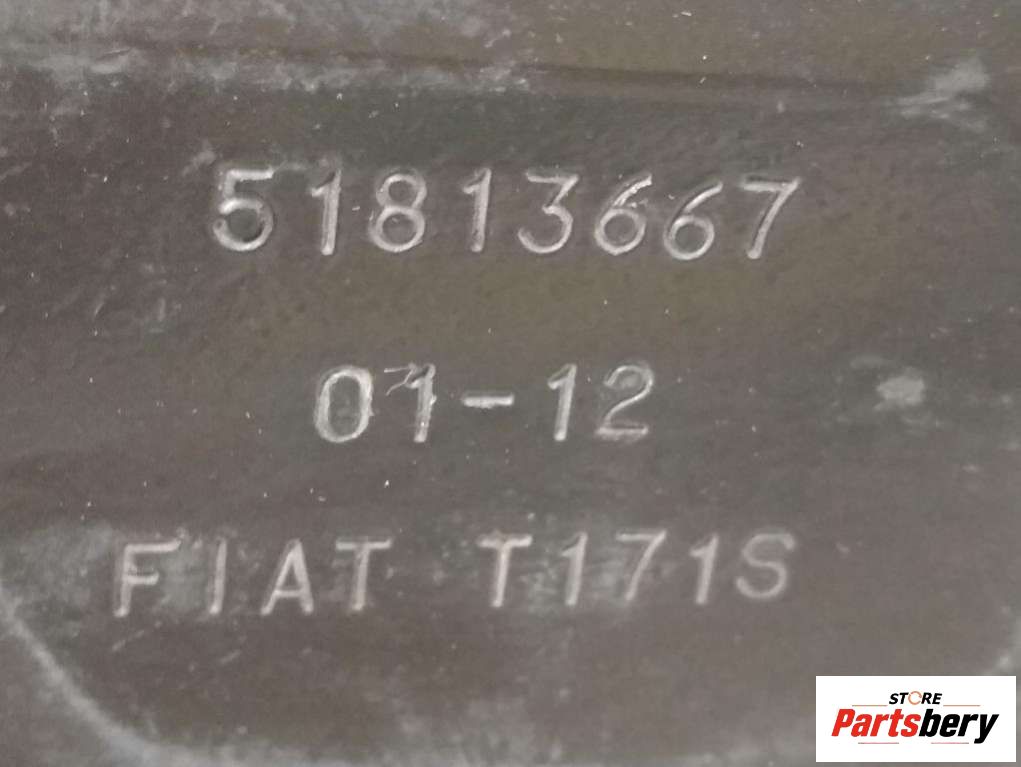 51813667
01-12
FIAT T171S
STORE
Partsbery